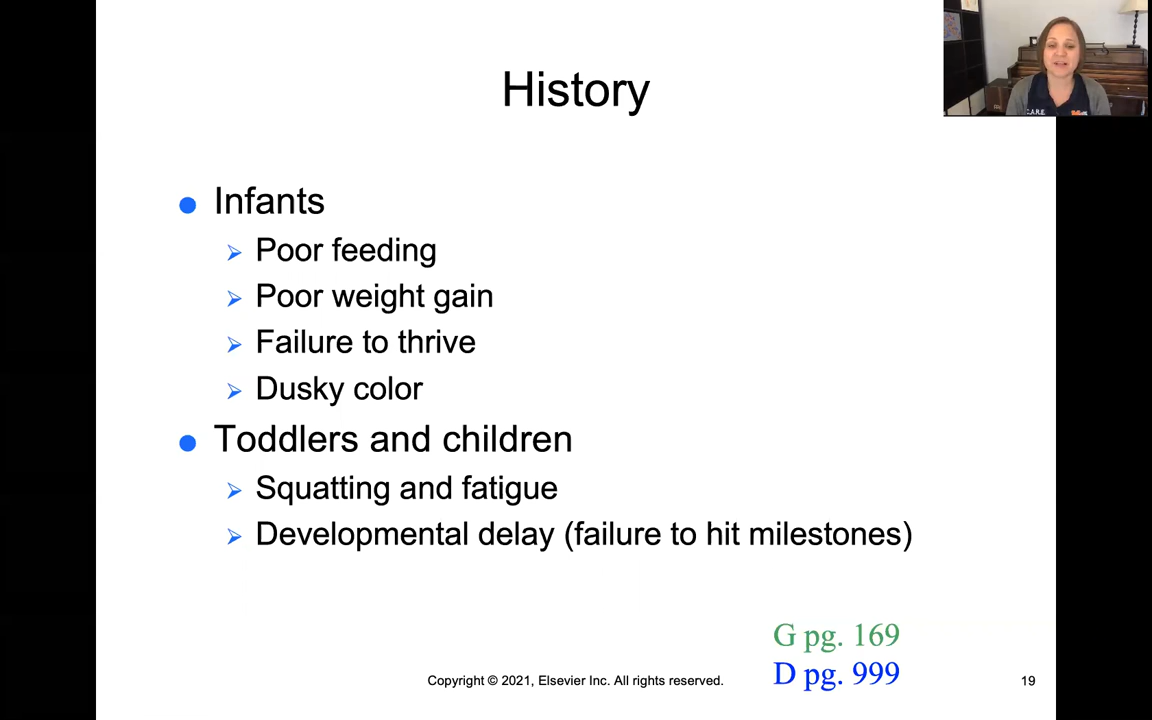 History
Infants
Poor feeding
Poor weight gain
Failure to thrive
Dusky color
Toddlers and children
Squatting and fatigue
Developmental delay (failure to hit milestones)
G pg. 169
D pg. 999
Copyright © 2021, Elsevier Inc. All rights reserved.
19
C.A.R.E.